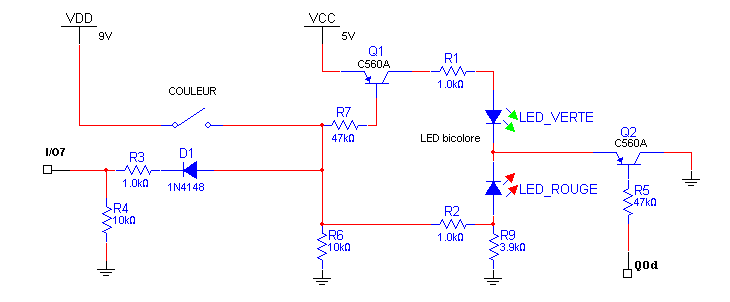 VDD
9V
VCC
5V
Q1
C560A
R1
1.0kΩ
COULEUR
R7
47kΩ
LED_VERTE
LED bicolore
Q2
C560A
I/O7
R3
1.0kΩ
D1
1N4148
LED_ROUGE
R5
47kΩ
R4
10kΩ
R6
10kΩ
R2
1.0kΩ
R9
3.9kΩ
Q0d